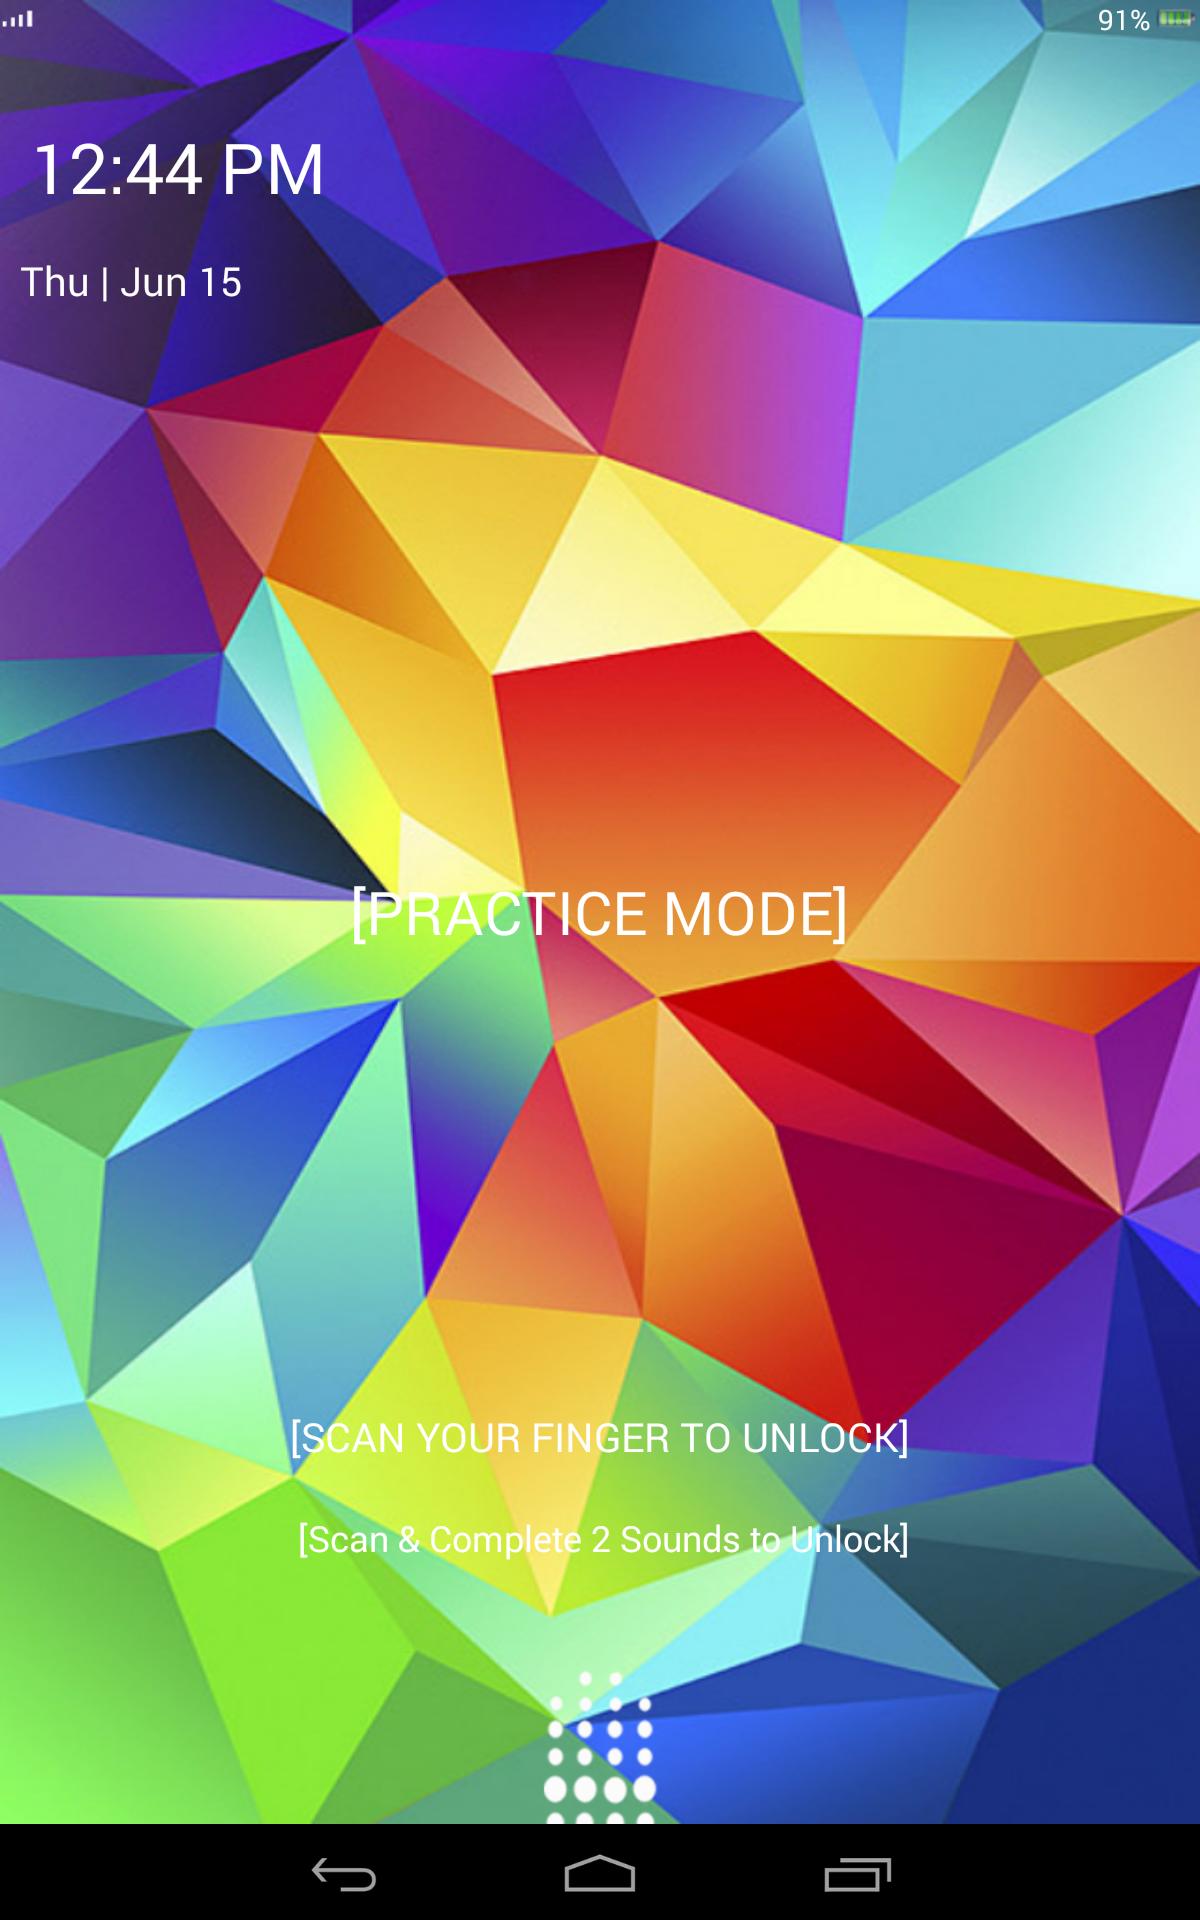 91%
12:44 PM
Thu | Jun 15
[PRACTICE MODE]
[SCAN YOUR FINGER TO UNLOCK]
[Scan & Complete 2 Sounds to Unlock]